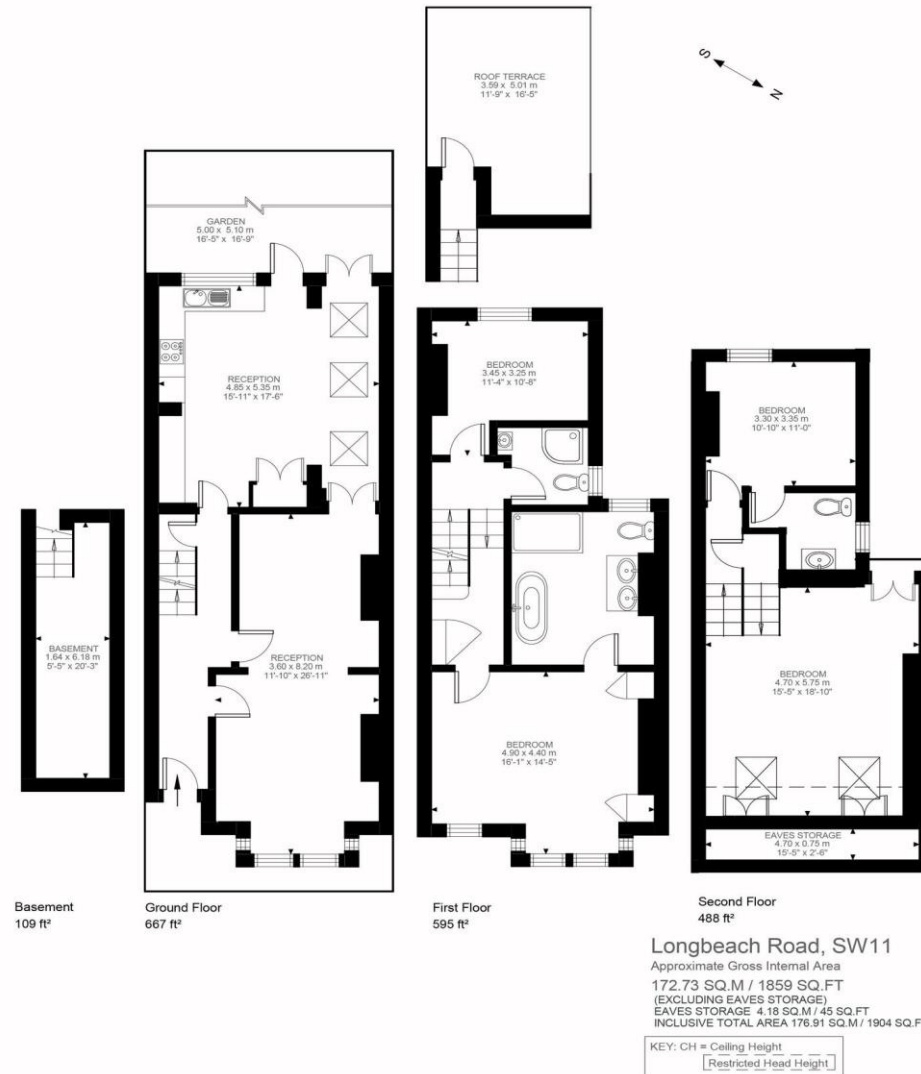 ROOF TERRACE
3.59 x 5.01 m
11'-9" x 16'-5"
S
N
GARDEN
5.00 x 5.10 m
16'-5" x 16'-9"
RECEPTION
4.85 x 5.35 m
15'-11" x 17'-6"
BEDROOM
3.45 x 3.25 m
11'-4" x 10'-8"
BEDROOM
3.30 x 3.35 m
10'-10" x 11'-0"
BASEMENT
1.64 x 6.18 m
5'-5" x 20'-3"
RECEPTION
3.60 x 8.20 m
11'-10" x 26'-11"
BEDROOM
4.90 x 4.40 m
16'-1" x 14'-5"
BEDROOM
4.70 x 5.75 m
15'-5" x 18'-10"
EAVES STORAGE
4.70 x 0.75 m
15'-5" x 2'-6"
Basement
109 ft²
Ground Floor
667 ft²
First Floor
595 ft²
Second Floor
488 ft²
Longbeach Road, SW11
Approximate Gross Internal Area
172.73 SQ.M / 1859 SQ.FT
(EXCLUDING EAVES STORAGE)
EAVES STORAGE 4.18 SQ.M / 45 SQ.FT
INCLUSIVE TOTAL AREA 176.91 SQ.M / 1904 SQ.F
KEY: CH = Ceiling Height
Restricted Head Height